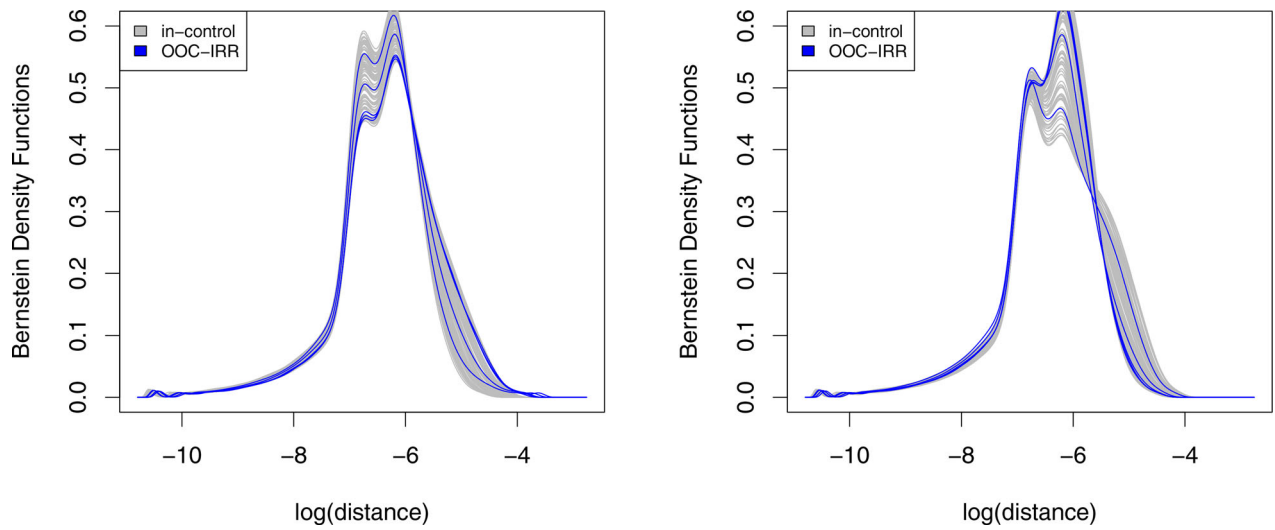 in−control
OOC−IRR
Bernstein Density Functions
0.6
0.5
0.4
0.3
0.2
0.1
0.0
−10 −8 −6 −4
log(distance)
in−control
OOC−IRR
Bernstein Density Functions
0.6
0.5
0.4
0.3
0.2
0.1
0.0
−10 −8 −6 −4
log(distance)